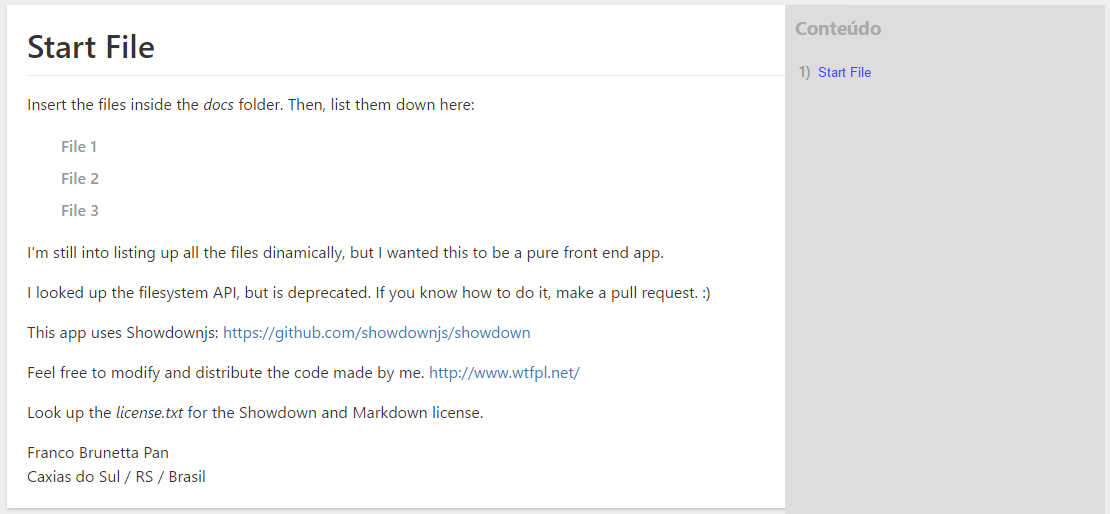 Start File
Insert the files inside the docs folder. Then, list them down here:
File 1
File 2
File 3
I'm still into listing up all the files dinamically, but I wanted this to be a pure front end app.
I looked up the filesystem API, but is deprecated. If you know how to do it, make a pull request. :)
This app uses Showdownjs: https://github.com/showdownjs/showdown
Feel free to modify and distribute the code made by me. http://www.wtfpl.net/
Look up the license.txt for the Showdown and Markdown license.
Franco Brunetta Pan
Caxias do Sul / RS / Brasil
Conteúdo
1) Start File